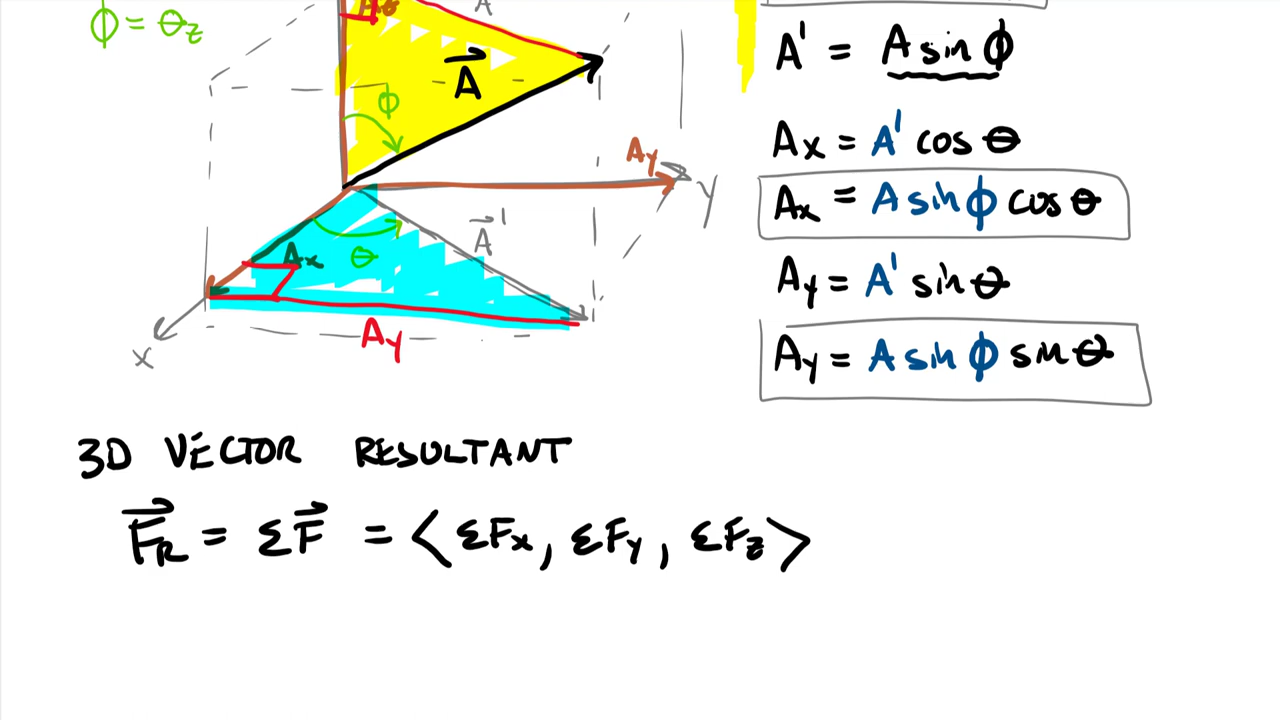 ϕ = θz
A
A⃗
ϕ
Ay
y
A⃗'
Ax
θ
Ay
x
A' = A sin ϕ
Ax = A' cos θ
Ax = A sin ϕ cos θ
Ay = A' sin θ
Ay = A sin ϕ sin θ
3D VECTOR RESULTANT
F⃗R = ΣF⃗ = ⟨ΣFx, ΣFy, ΣFz⟩